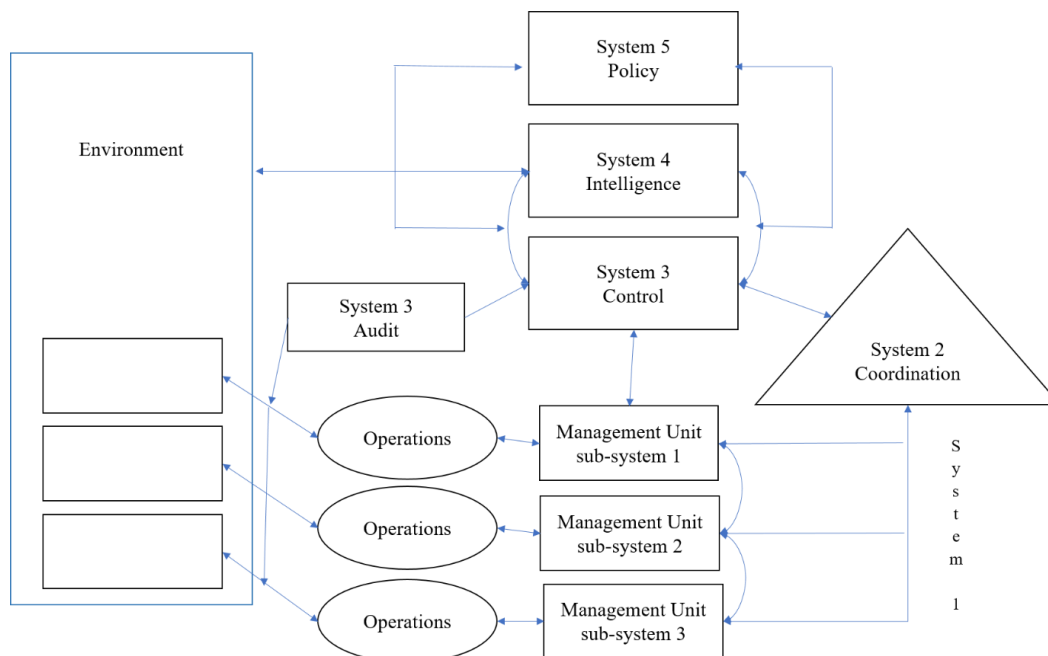 System 5
Policy
Environment
System 4
Intelligence
System 3
Control
System 3
Audit
System 2
Coordination
Operations
Management Unit
sub-system 1
Operations
Management Unit
sub-system 2
Operations
Management Unit
sub-system 3
System 1